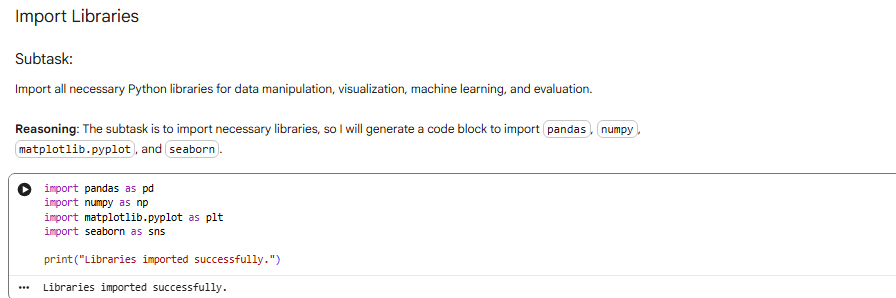 Import Libraries
Subtask:
Import all necessary Python libraries for data manipulation, visualization, machine learning, and evaluation.
Reasoning: The subtask is to import necessary libraries, so I will generate a code block to import pandas, numpy,
matplotlib.pyplot, and seaborn.
import pandas as pd
import numpy as np
import matplotlib.pyplot as plt
import seaborn as sns
print("Libraries imported successfully.")
Libraries imported successfully.